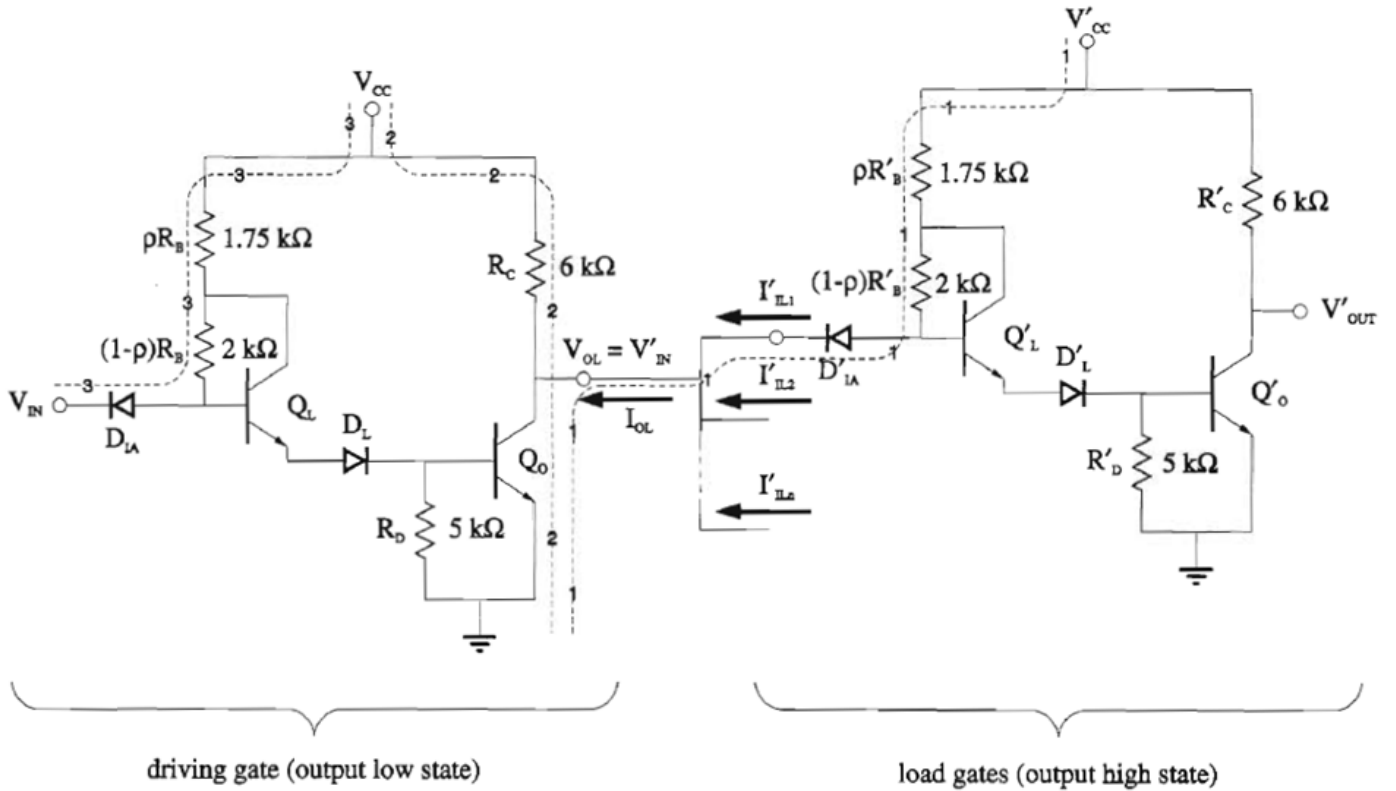 V'CC
VCC
1
3
2
1
3
2
ρR'B 1.75 kΩ
R'C 6 kΩ
ρRB 1.75 kΩ
1
RC 6 kΩ
I'IL1
(1-ρ)R'B 2 kΩ
3
2
V'OUT
(1-ρ)RB 2 kΩ
VOL = V'IN
Q'L
1
D'IA
3
1
I'IL2
D'L
Q'O
VIN
QL
IOL
DIA
DL
1
QO
R'D 5 kΩ
I'ILn
RD 5 kΩ
2
1
driving gate (output low state)
load gates (output high state)